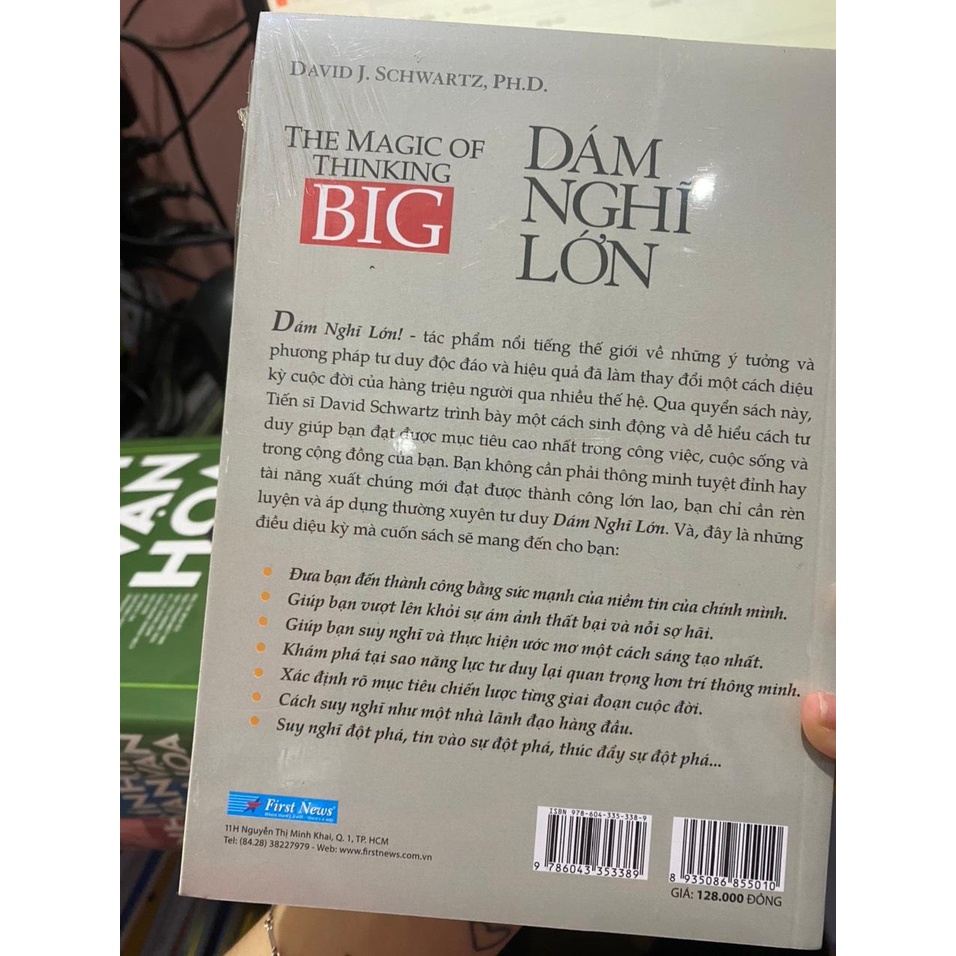 DAVID J. SCHWARTZ, PH.D.
THE MAGIC OF
THINKING
BIG
DÁM
NGHĨ
LỚN
Dám Nghĩ Lớn! - tác phẩm nổi tiếng thế giới về những ý tưởng và
phương pháp tư duy độc đáo và hiệu quả đã làm thay đổi một cách diệu
kỳ cuộc đời của hàng triệu người qua nhiều thế hệ. Qua quyển sách này,
Tiến sĩ David Schwartz trình bày một cách sinh động và dễ hiểu cách tư
duy giúp bạn đạt được mục tiêu cao nhất trong công việc, cuộc sống và
trong cộng đồng của bạn. Bạn không cần phải thông minh tuyệt đỉnh hay
tài năng xuất chúng mới đạt được thành công lớn lao, bạn chỉ cần rèn
luyện và áp dụng thường xuyên tư duy Dám Nghĩ Lớn. Và, đây là những
điều diệu kỳ mà cuốn sách sẽ mang đến cho bạn:
Đưa bạn đến thành công bằng sức mạnh của niềm tin của chính mình.
Giúp bạn vượt lên khỏi sự ám ảnh thất bại và nỗi sợ hãi.
Giúp bạn suy nghĩ và thực hiện ước mơ một cách sáng tạo nhất.
Khám phá tại sao năng lực tư duy lại quan trọng hơn trí thông minh.
Xác định rõ mục tiêu chiến lược từng giai đoạn cuộc đời.
Cách suy nghĩ như một nhà lãnh đạo hàng đầu.
Suy nghĩ đột phá, tin vào sự đột phá, thúc đẩy sự đột phá...
First News
11H Nguyễn Thị Minh Khai, Q. 1, TP. HCM
Tel: (84.28) 38227979 - Web: www.firstnews.com.vn
ISBN 978-604-335-338-9
9 786043 353389
8 935086 855010
GIÁ: 128.000 ĐỒNG